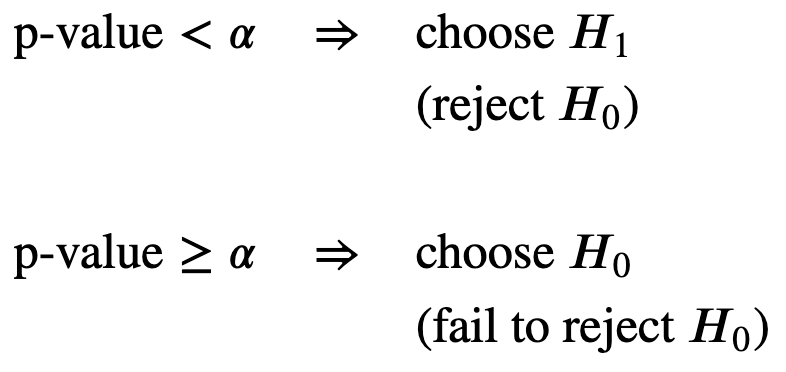 p-value < α ⇒ choose H₁
(reject H₀)
p-value ≥ α ⇒ choose H₀
(fail to reject H₀)